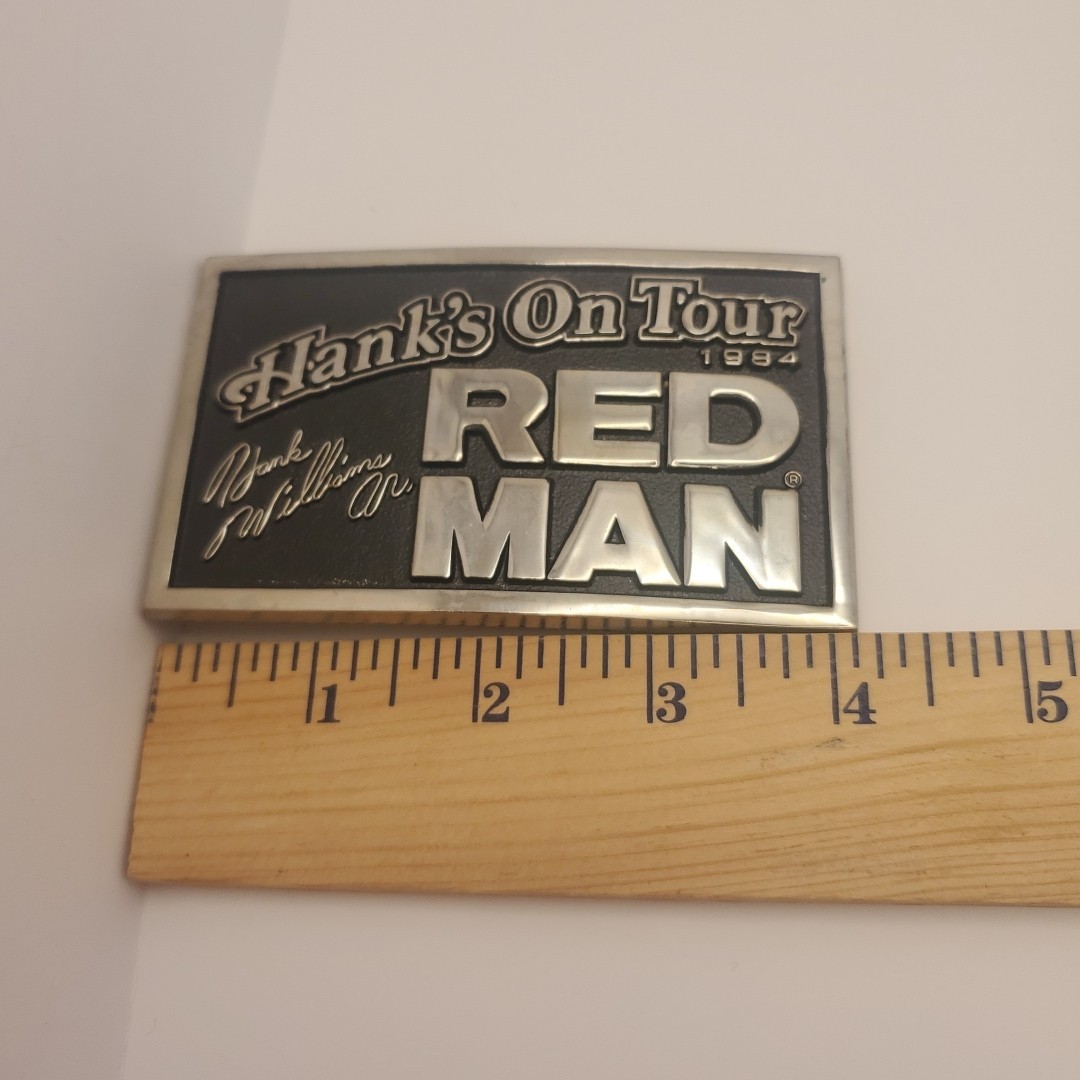 Hank's On Tour
1984
RED
MAN®
Hank
Williams Jr.
1 2 3 4 5